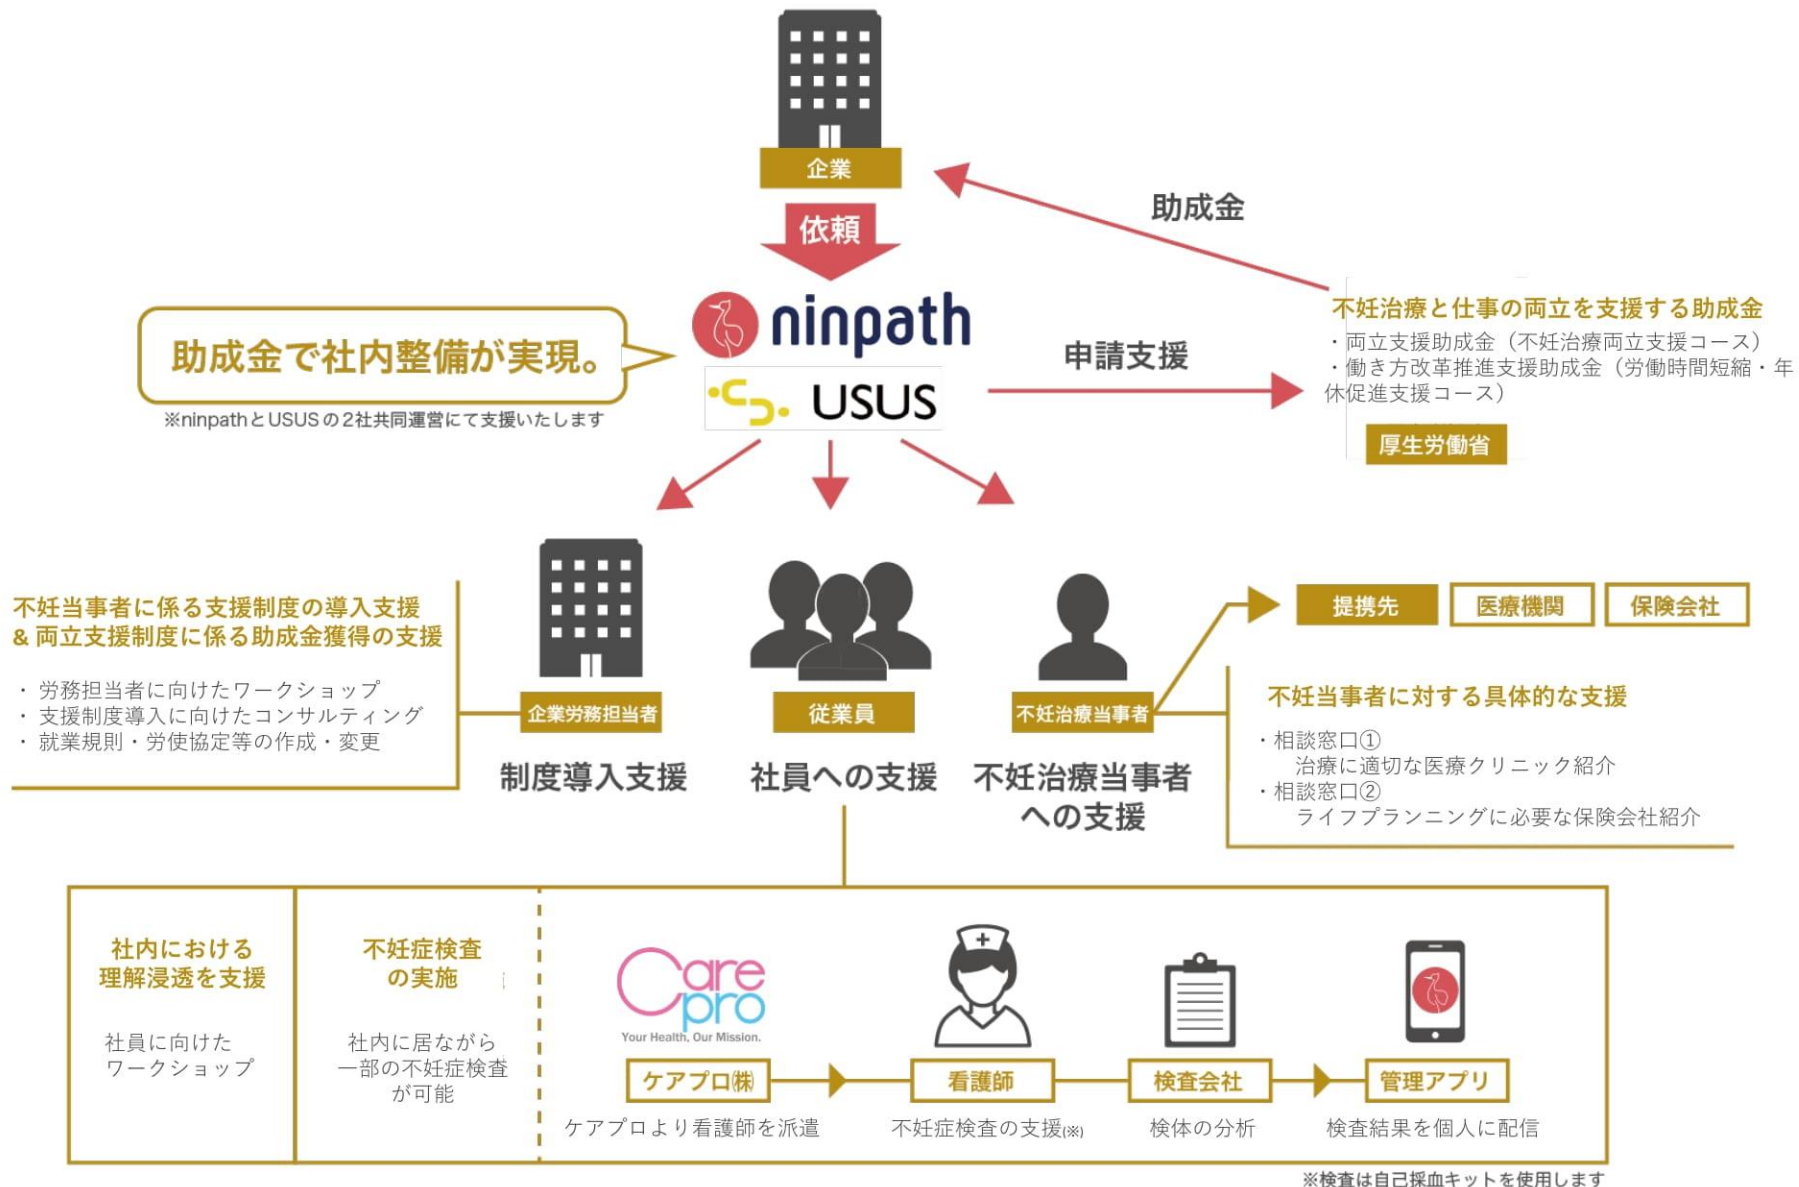 企業
依頼
助成金
ninpath
USUS
助成金で社内整備が実現。
※ninpathとUSUSの2社共同運営にて支援いたします
申請支援
不妊治療と仕事の両立を支援する助成金
・両立支援助成金（不妊治療両立支援コース）
・働き方改革推進支援助成金（労働時間短縮・年
休促進支援コース）
厚生労働省
不妊当事者に係る支援制度の導入支援
& 両立支援制度に係る助成金獲得の支援
・ 労務担当者に向けたワークショップ
・ 支援制度導入に向けたコンサルティング
・ 就業規則・労使協定等の作成・変更
企業労務担当者
制度導入支援
従業員
社員への支援
不妊治療当事者
不妊治療当事者
への支援
提携先
医療機関
保険会社
不妊当事者に対する具体的な支援
・相談窓口①
治療に適切な医療クリニック紹介
・相談窓口②
ライフプランニングに必要な保険会社紹介
社内における
理解浸透を支援
社員に向けた
ワークショップ
不妊症検査
の実施
社内に居ながら
一部の不妊症検査
が可能
Care
pro
Your Health, Our Mission.
ケアプロ㈱
ケアプロより看護師を派遣
看護師
不妊症検査の支援(※)
検査会社
検体の分析
管理アプリ
検査結果を個人に配信
※検査は自己採血キットを使用します